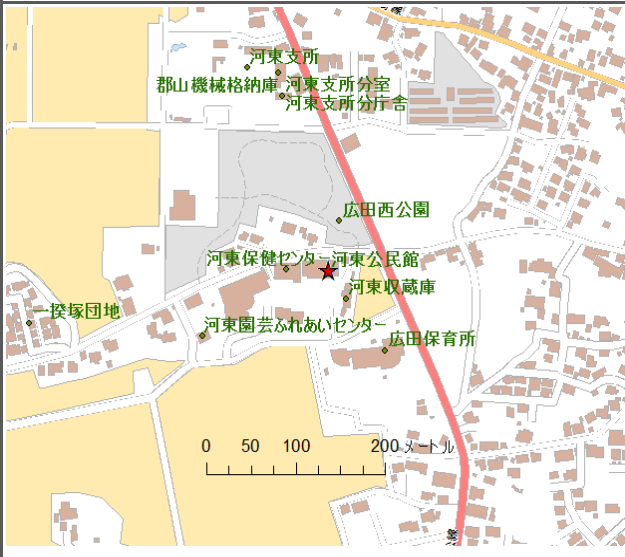 河東支所
郡山機械格納庫 河東支所分室
河東支所分庁舎
広田西公園
河東保健センター 河東公民館
河東収蔵庫
一揆塚団地
河東園芸ふれあいセンター
広田保育所
0 50 100 200 メートル